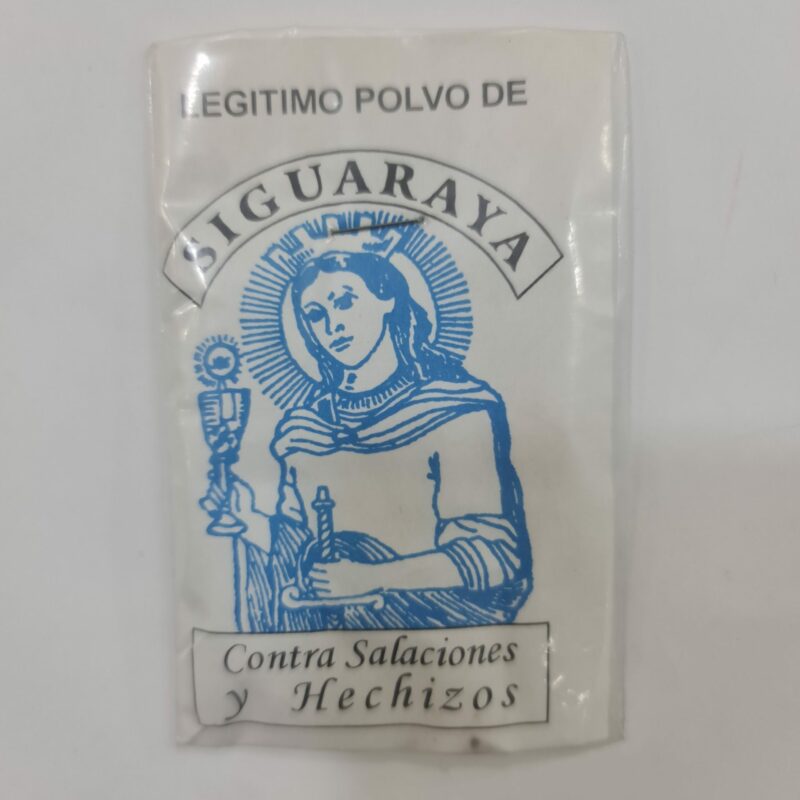 LEGITIMO POLVO DE
SIGUARAYA
Contra Salaciones
y Hechizos